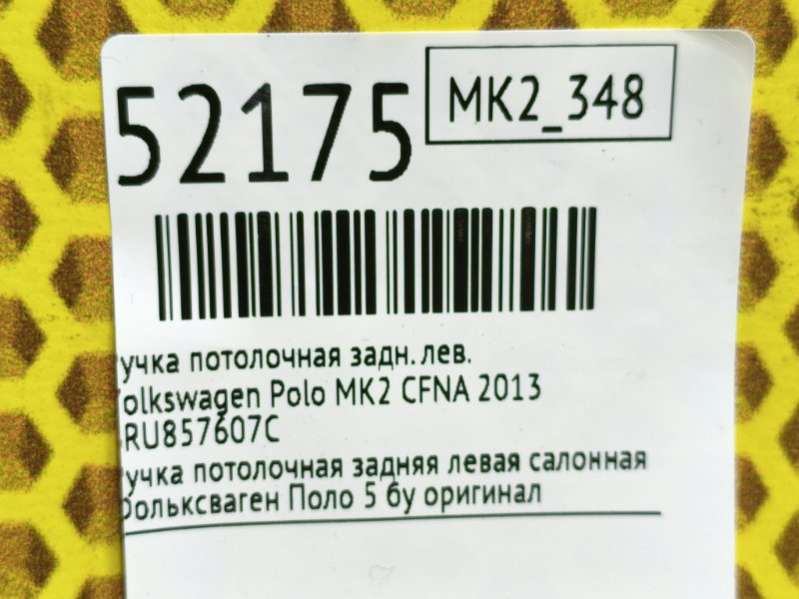 52175
MK2_348
учка потолочная задн. лев.
olkswagen Polo MK2 CFNA 2013
RU857607C
учка потолочная задняя левая салонная
Фольксваген Поло 5 бу оригинал